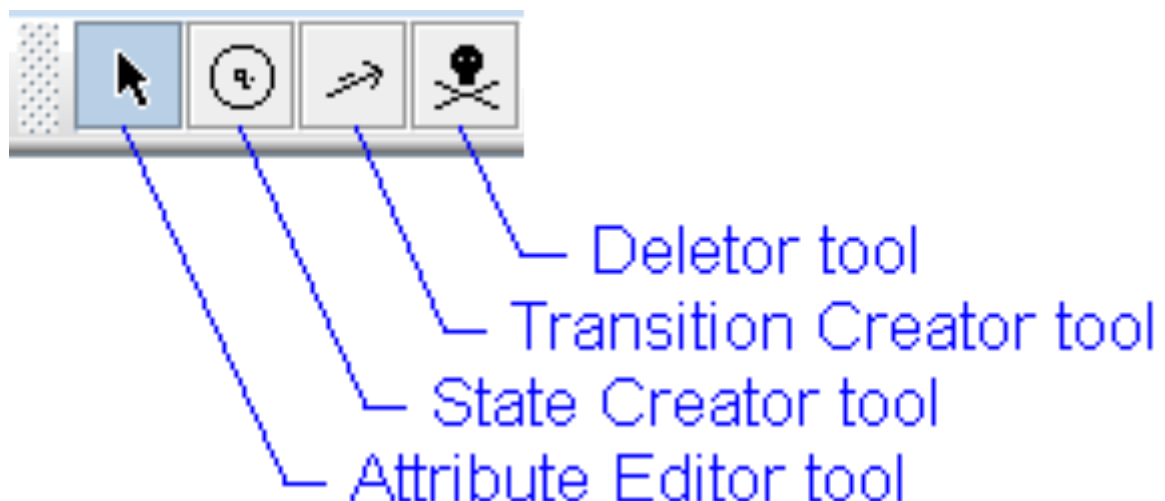 q.
Deletor tool
Transition Creator tool
State Creator tool
Attribute Editor tool